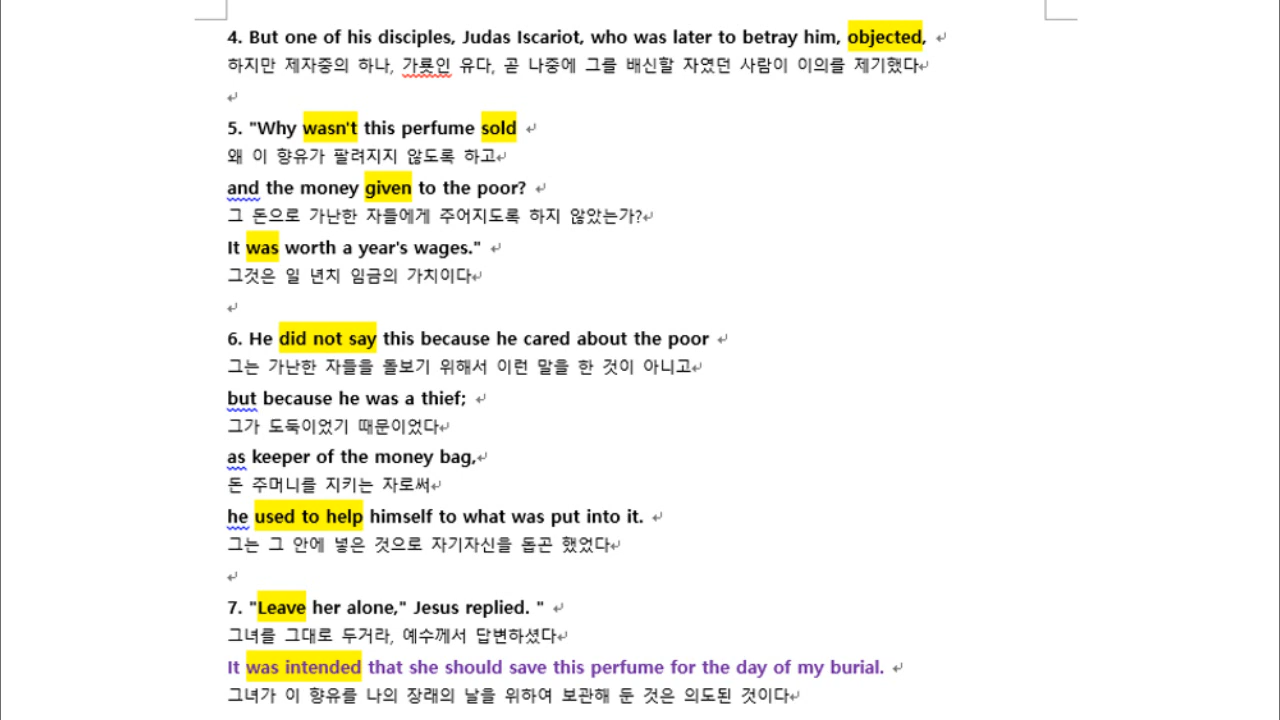 4. But one of his disciples, Judas Iscariot, who was later to betray him, objected,
하지만 제자중의 하나, 가룟인 유다, 곧 나중에 그를 배신할 자였던 사람이 이의를 제기했다
5. "Why wasn't this perfume sold
왜 이 향유가 팔려지지 않도록 하고
and the money given to the poor?
그 돈으로 가난한 자들에게 주어지도록 하지 않았는가?
It was worth a year's wages."
그것은 일 년치 임금의 가치이다
6. He did not say this because he cared about the poor
그는 가난한 자들을 돌보기 위해서 이런 말을 한 것이 아니고
but because he was a thief;
그가 도둑이었기 때문이었다
as keeper of the money bag,
돈 주머니를 지키는 자로써
he used to help himself to what was put into it.
그는 그 안에 넣은 것으로 자기자신을 돕곤 했었다
7. "Leave her alone," Jesus replied. "
그녀를 그대로 두거라, 예수께서 답변하셨다
It was intended that she should save this perfume for the day of my burial.
그녀가 이 향유를 나의 장래의 날을 위하여 보관해 둔 것은 의도된 것이다